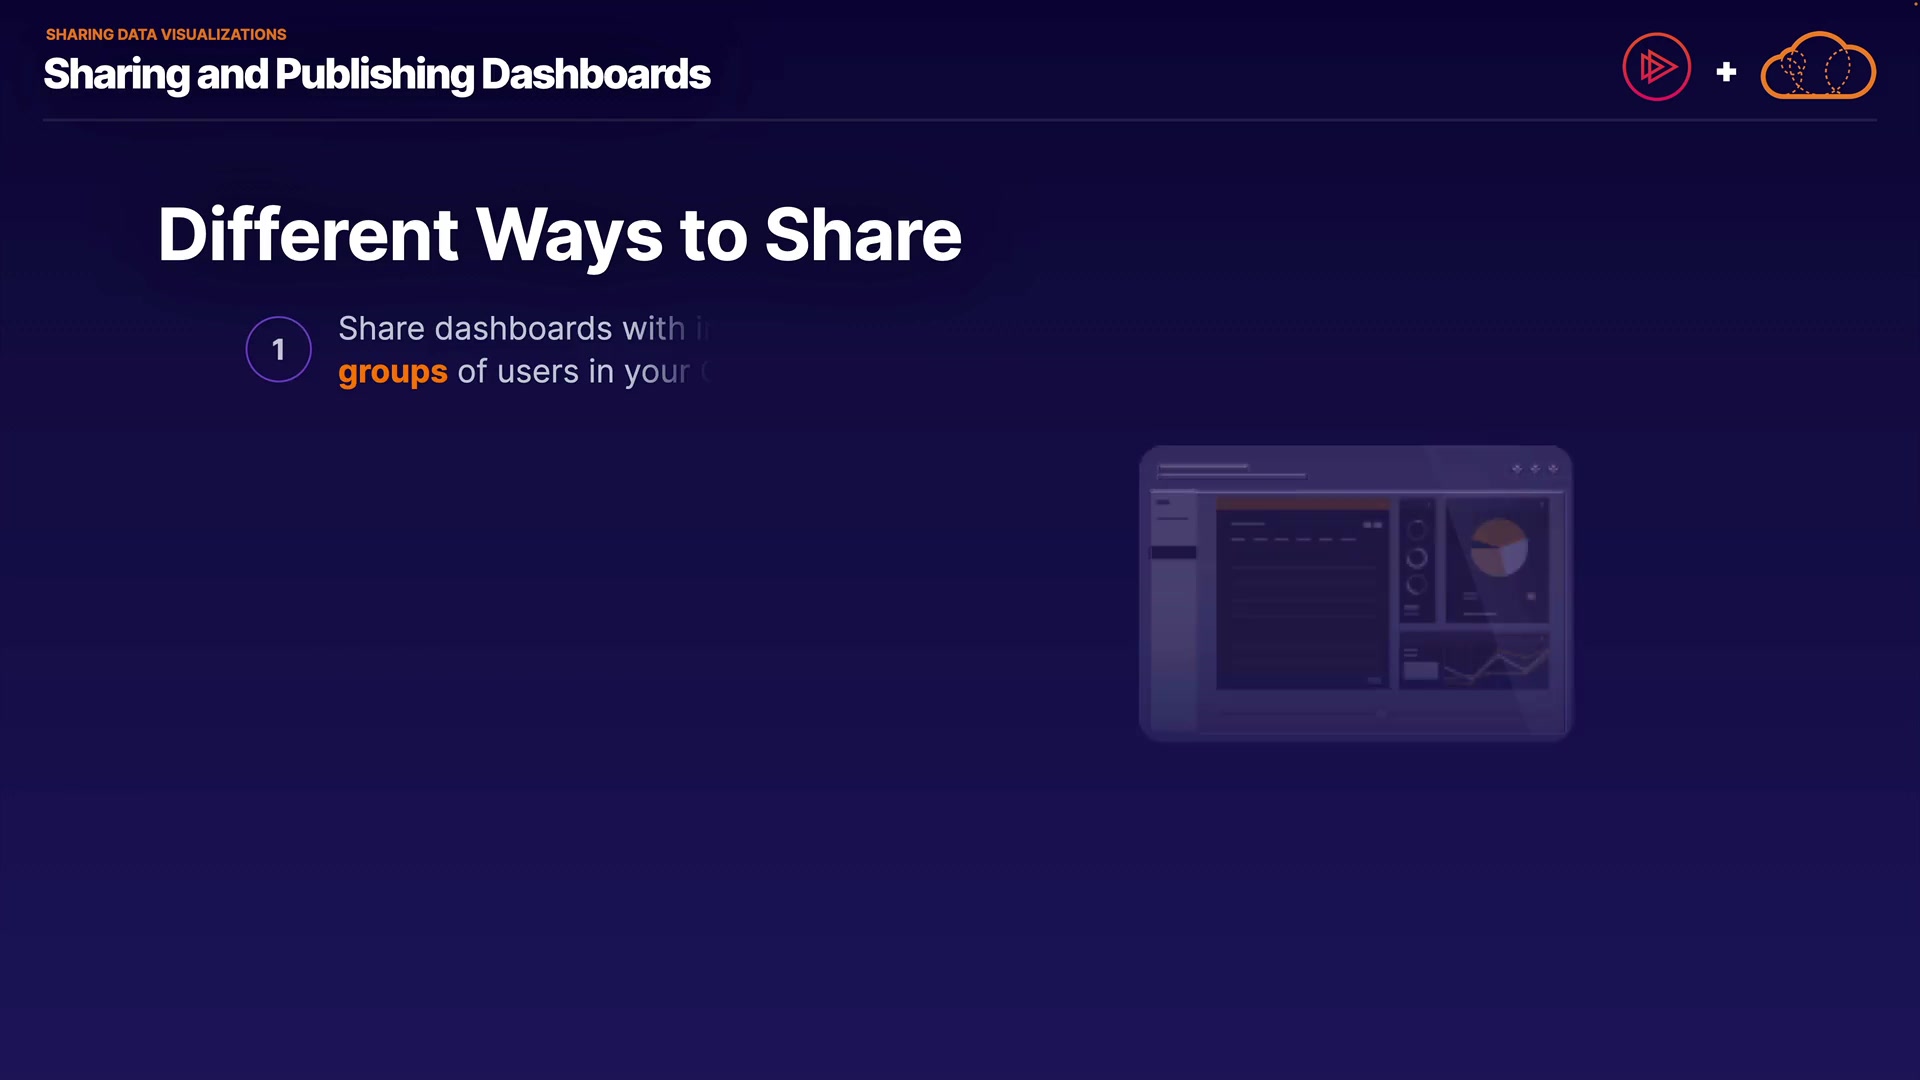 SHARING DATA VISUALIZATIONS
Sharing and Publishing Dashboards
+
Different Ways to Share
1
Share dashboards with
groups of users in your